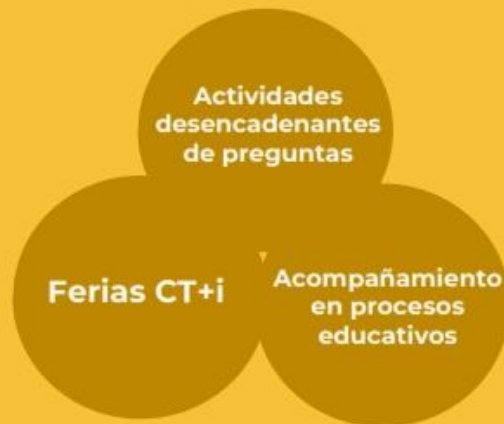 Actividades
desencadenantes
de preguntas
Ferias CT+i
Acompañamiento
en procesos
educativos